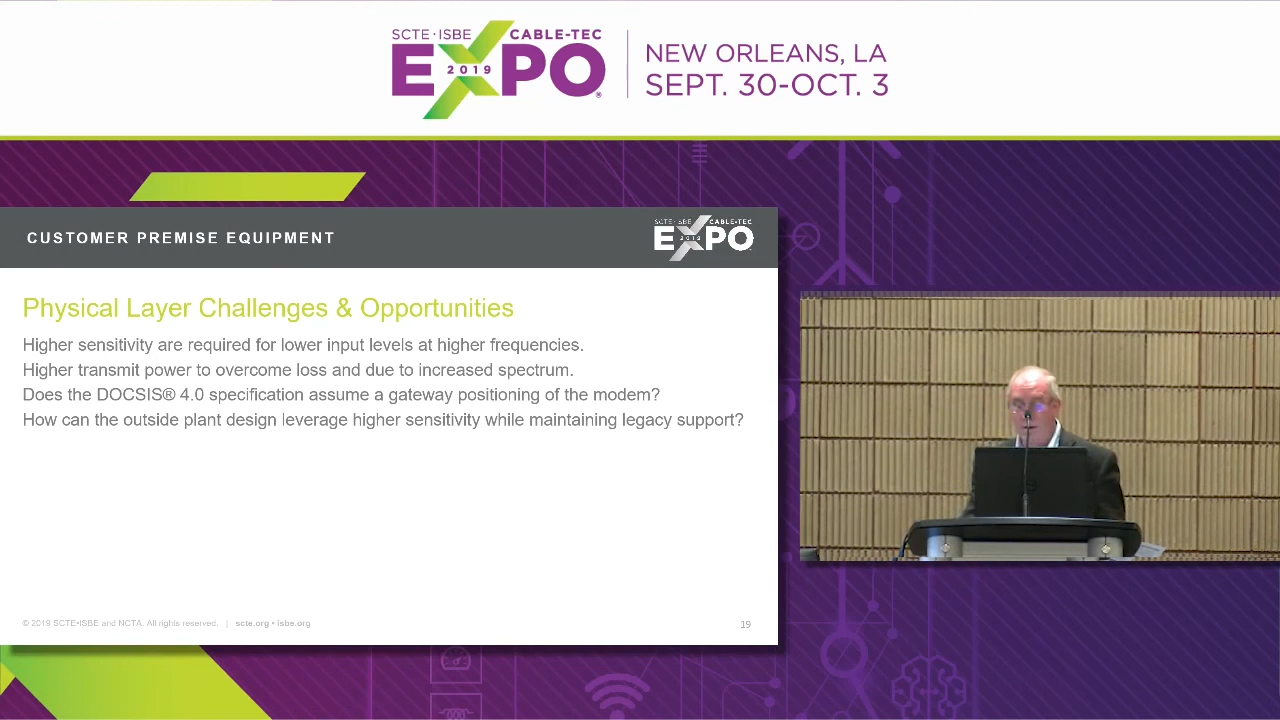 SCTE·ISBE CABLE-TEC
EXPO®
2019
NEW ORLEANS, LA
SEPT. 30-OCT. 3
CUSTOMER PREMISE EQUIPMENT
SCTE·ISBE CABLE-TEC
EXPO
2019
Physical Layer Challenges & Opportunities
Higher sensitivity are required for lower input levels at higher frequencies.
Higher transmit power to overcome loss and due to increased spectrum.
Does the DOCSIS® 4.0 specification assume a gateway positioning of the modem?
How can the outside plant design leverage higher sensitivity while maintaining legacy support?
© 2019 SCTE•ISBE and NCTA. All rights reserved. | scte.org • isbe.org
19